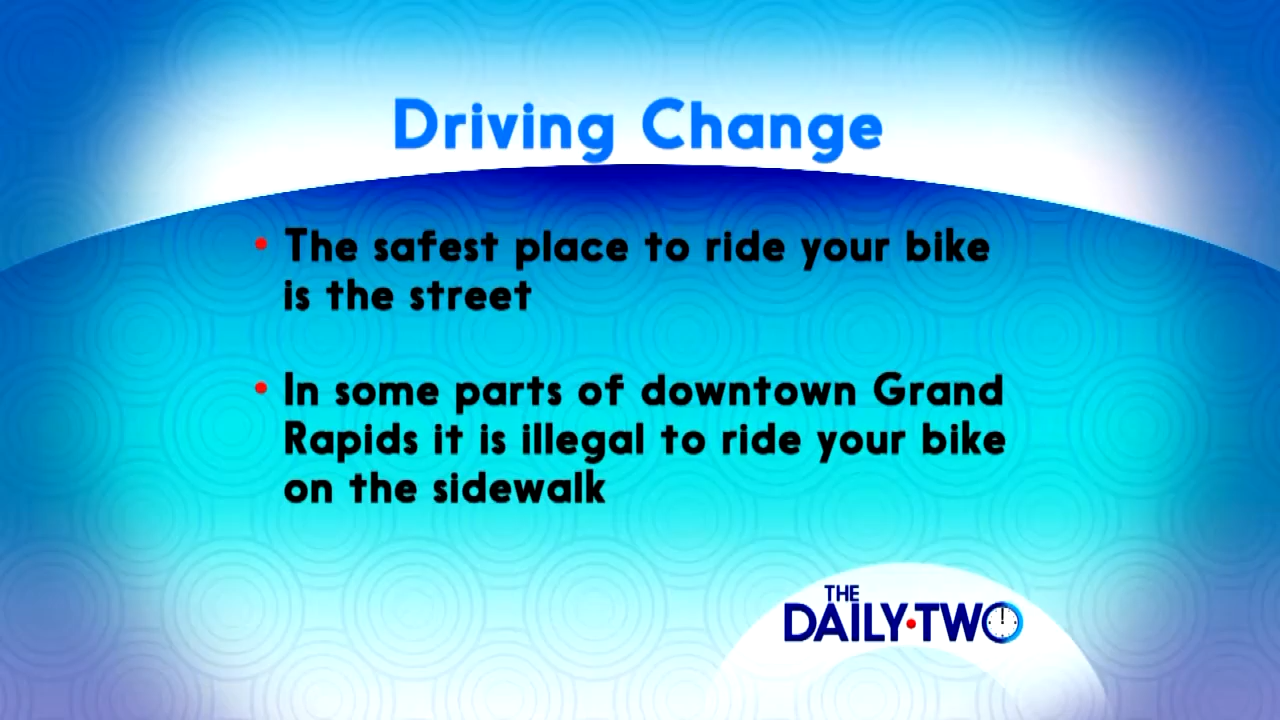 Driving Change
• The safest place to ride your bike
is the street
• In some parts of downtown Grand
Rapids it is illegal to ride your bike
on the sidewalk
THE
DAILY•TWO